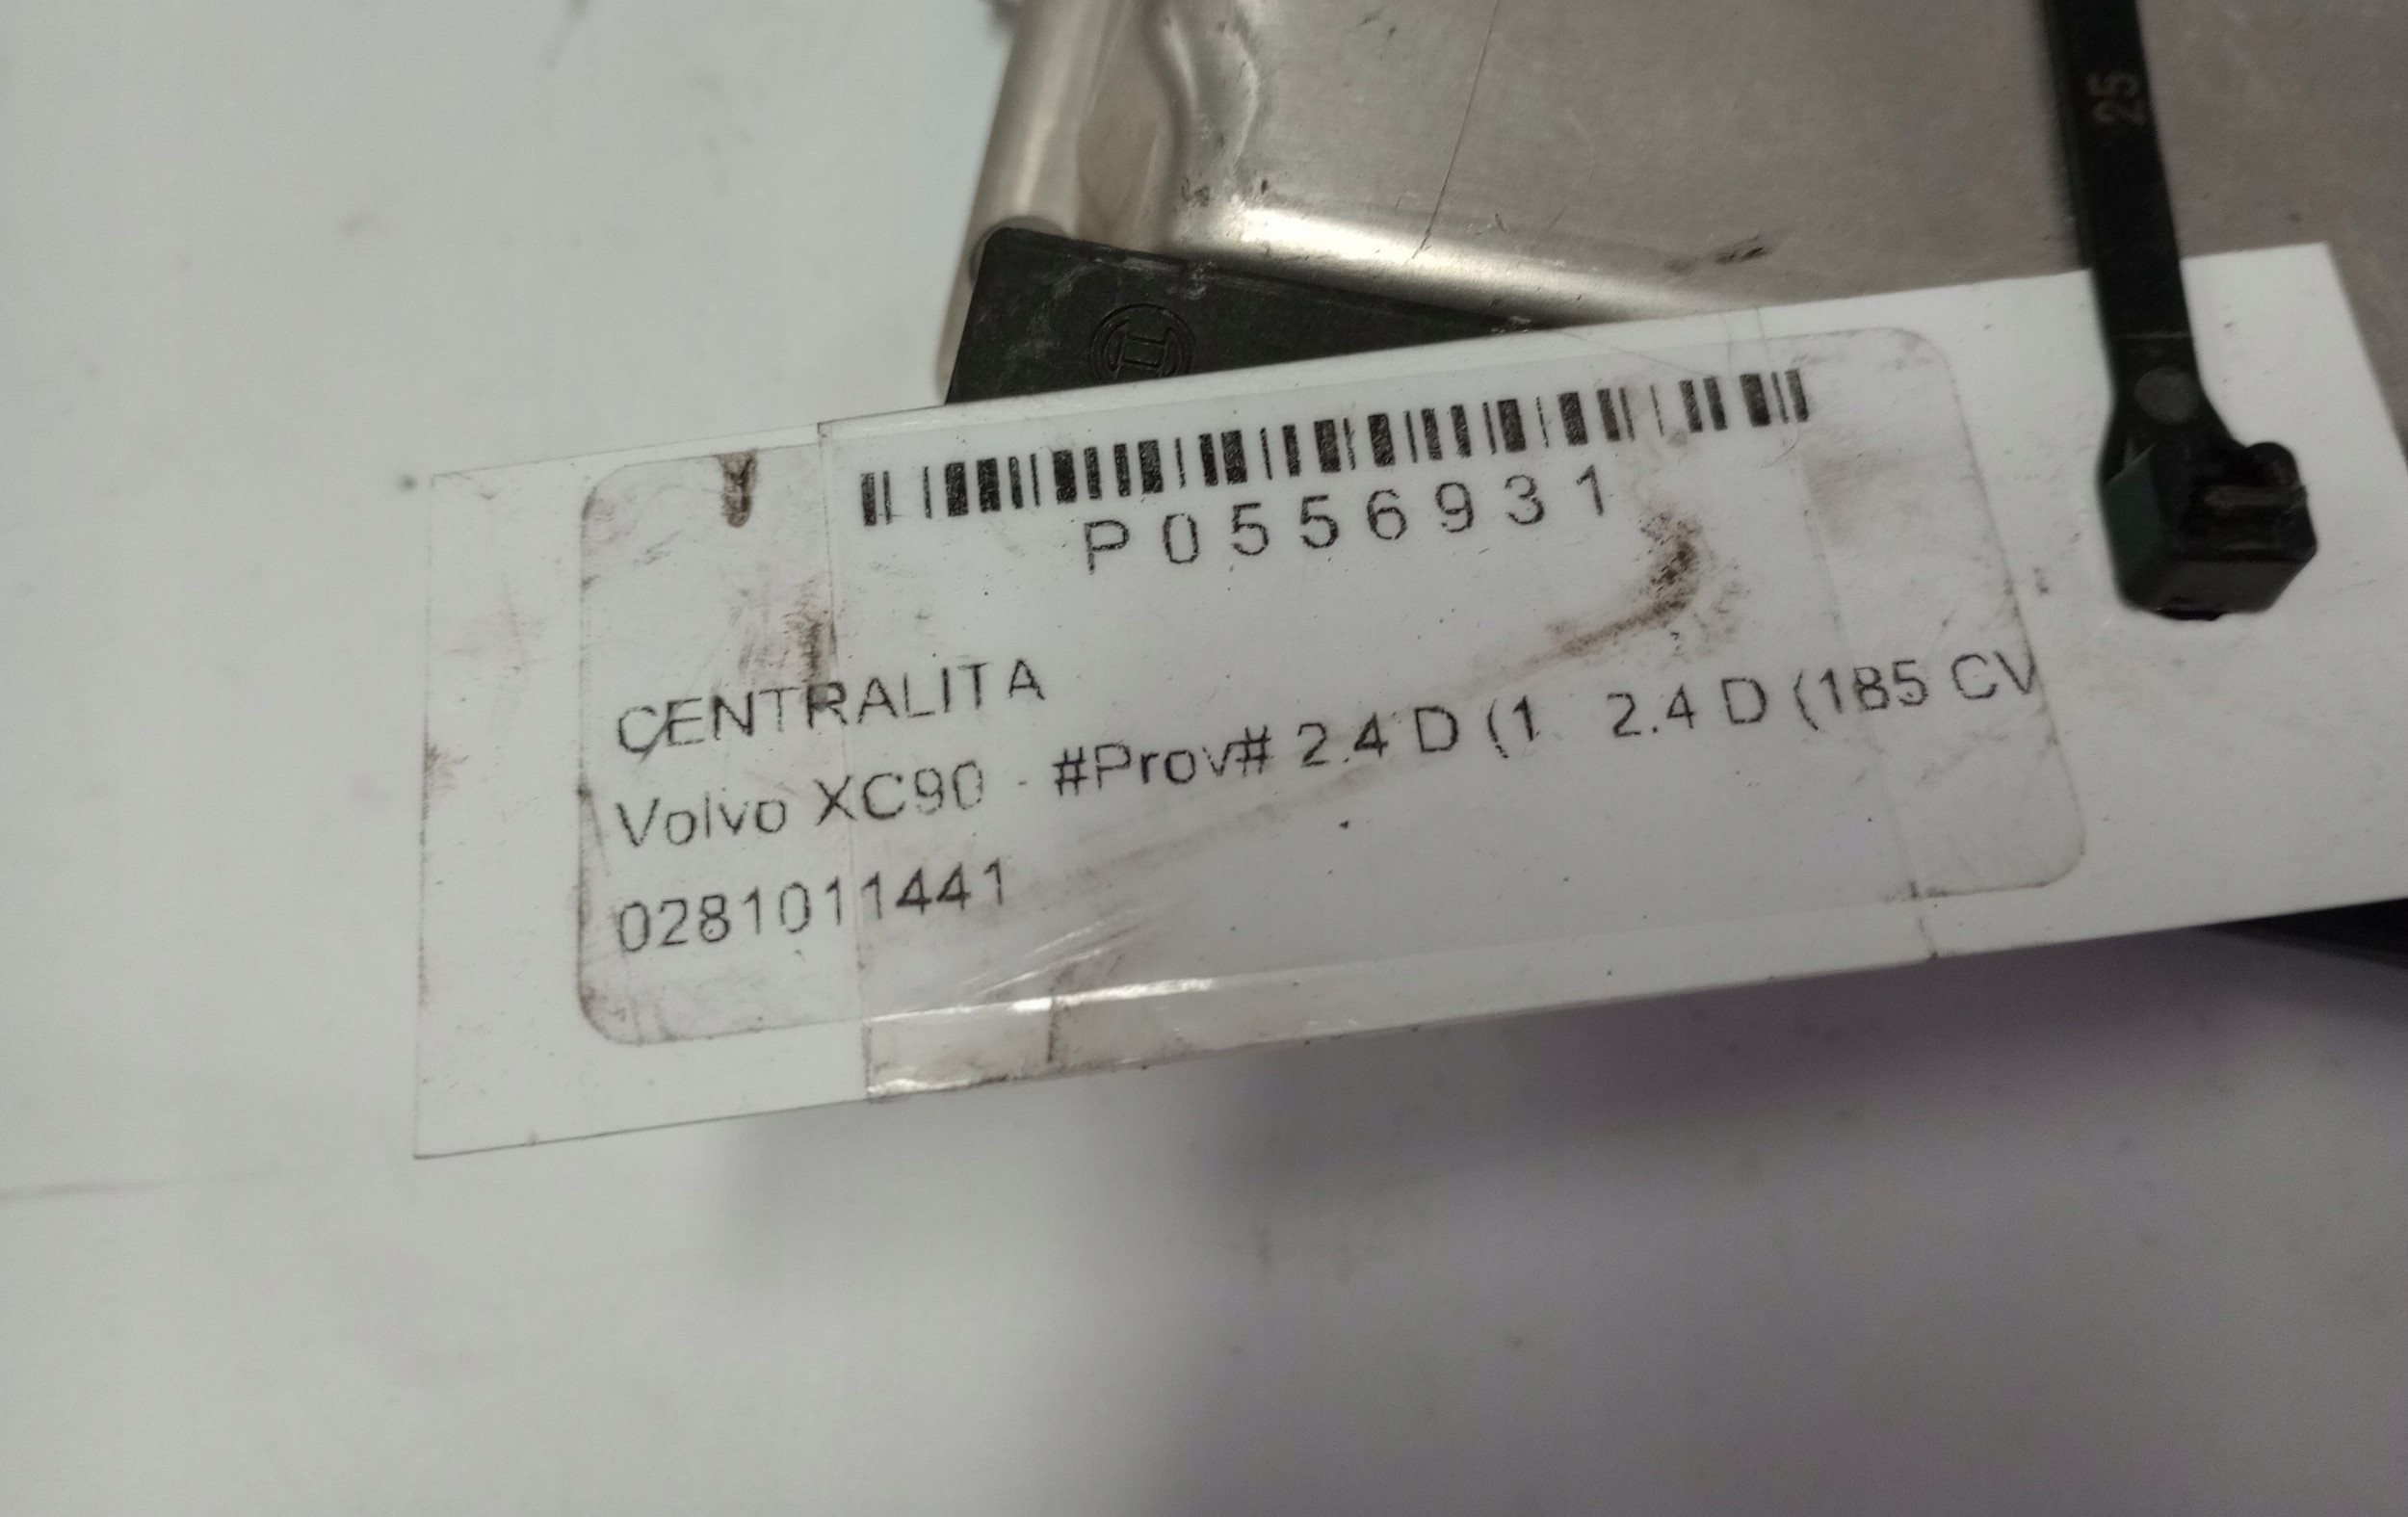 25
P0556931
CENTRALITA
Volvo XC90 - #Prov# 2.4 D (1 2.4 D (185 CV
0281011441